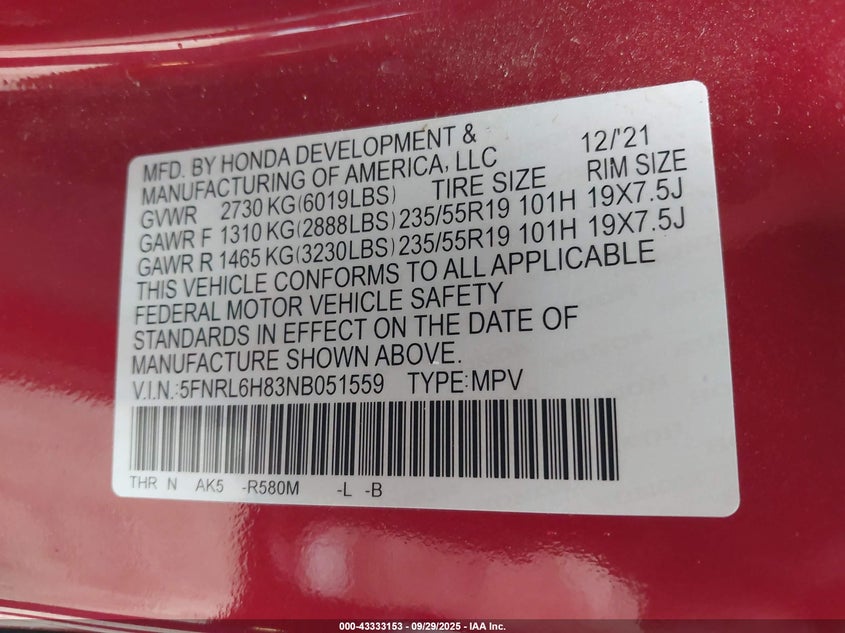 MFD. BY HONDA DEVELOPMENT & 12/'21
MANUFACTURING OF AMERICA, LLC
GVWR 2730 KG(6019LBS) TIRE SIZE RIM SIZE
GAWR F 1310 KG(2888LBS) 235/55R19 101H 19X7.5J
GAWR R 1465 KG(3230LBS) 235/55R19 101H 19X7.5J
THIS VEHICLE CONFORMS TO ALL APPLICABLE
FEDERAL MOTOR VEHICLE SAFETY
STANDARDS IN EFFECT ON THE DATE OF
MANUFACTURE SHOWN ABOVE.
V.I.N.:5FNRL6H83NB051559 TYPE:MPV
THR N AK5 -R580M -L -B
000-43333153 - 09/29/2025 - IAA Inc.